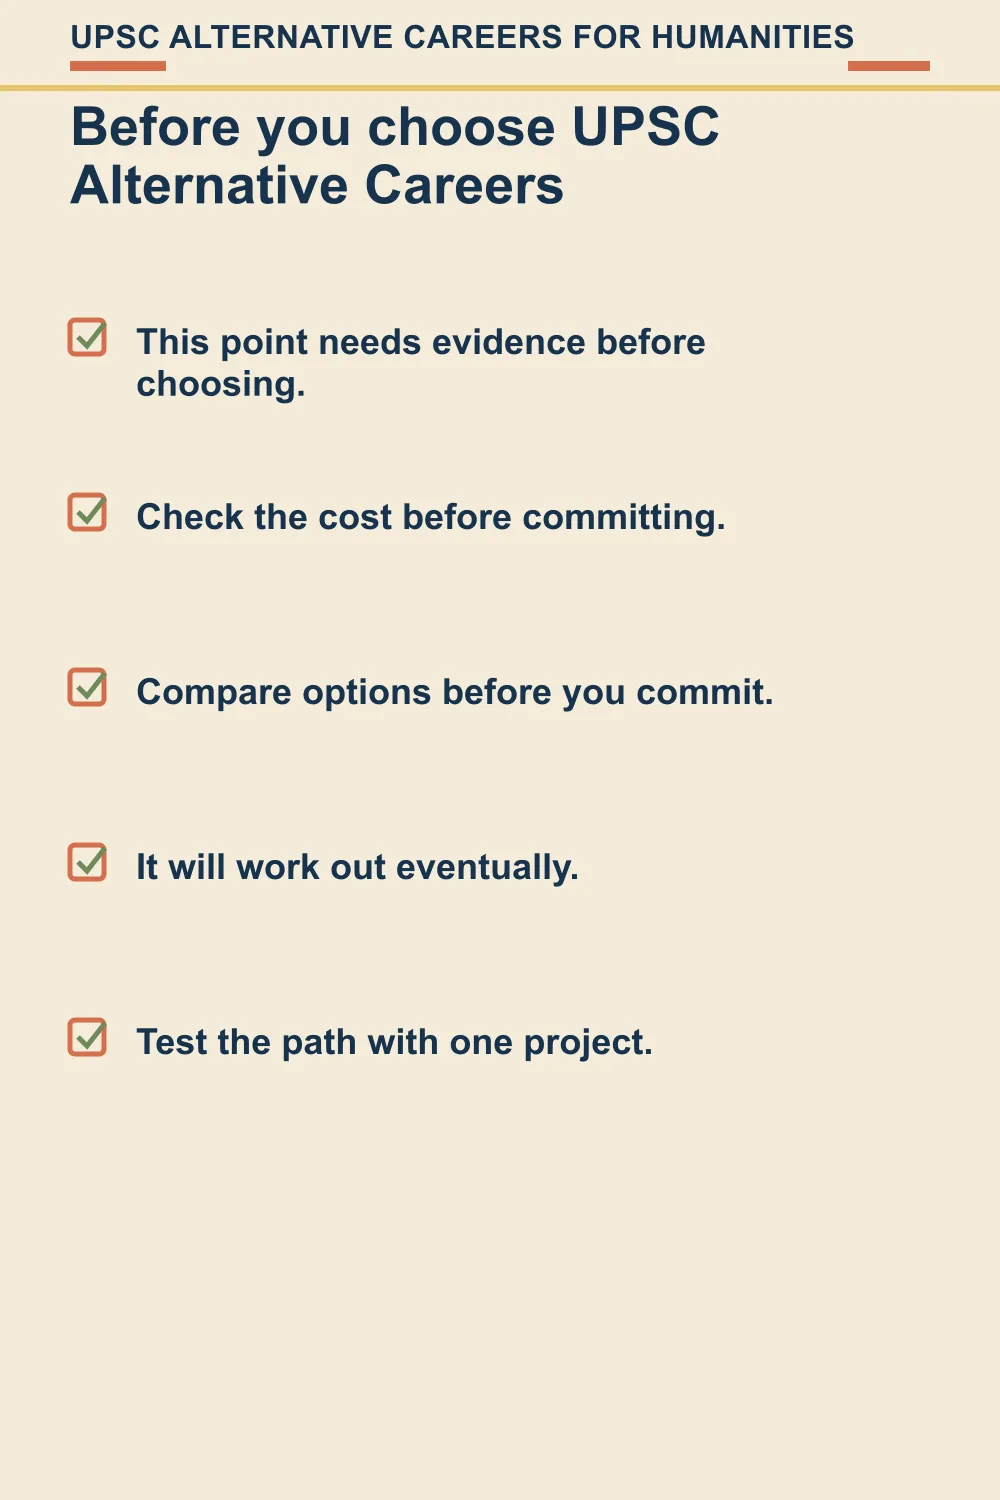 UPSC ALTERNATIVE CAREERS FOR HUMANITIES
Before you choose UPSC
Alternative Careers
This point needs evidence before
choosing.
Check the cost before committing.
Compare options before you commit.
It will work out eventually.
Test the path with one project.